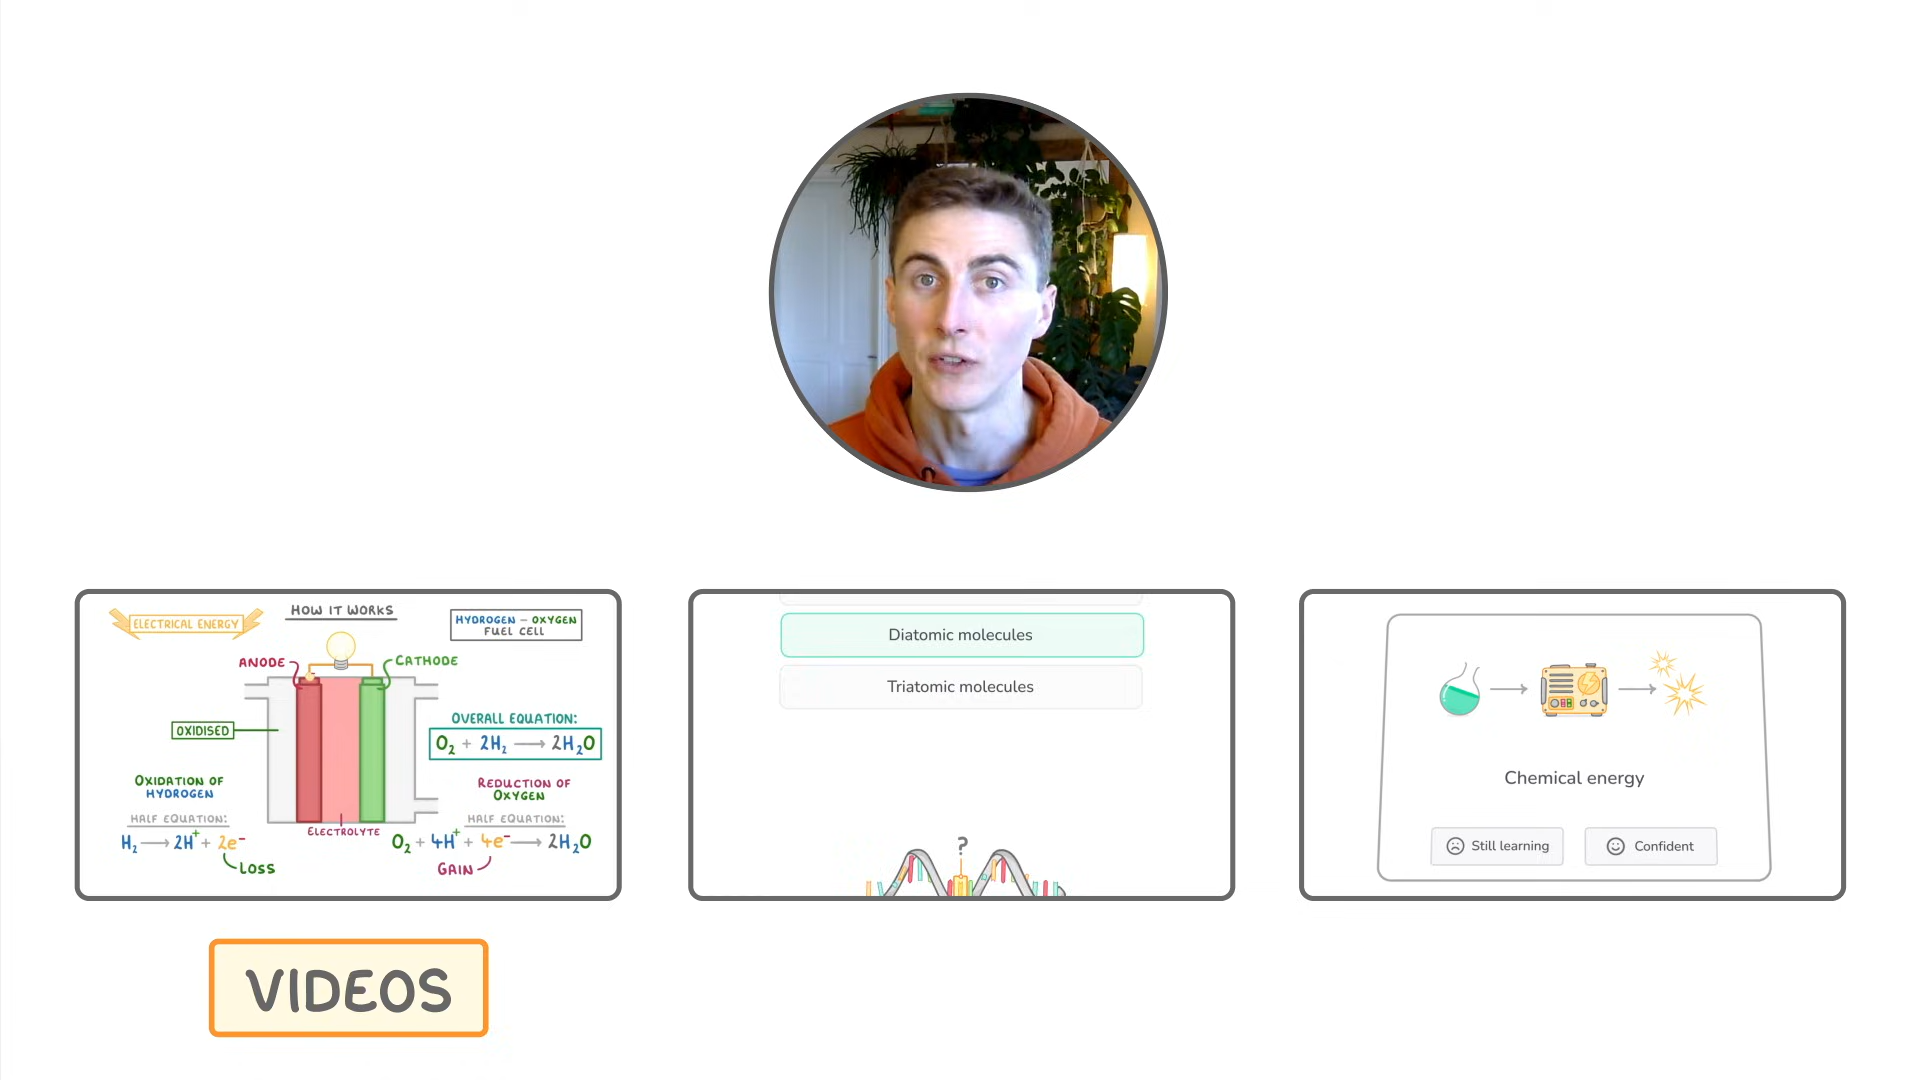 ELECTRICAL ENERGY
HOW IT WORKS
HYDROGEN – OXYGEN
FUEL CELL
ANODE
CATHODE
OXIDISED
OVERALL EQUATION:
O₂ + 2H₂ ⟶ 2H₂O
OXIDATION OF
HYDROGEN
REDUCTION OF
OXYGEN
HALF EQUATION:
H₂ ⟶ 2H⁺ + 2e⁻
LOSS
ELECTROLYTE
HALF EQUATION:
O₂ + 4H⁺ + 4e⁻ ⟶ 2H₂O
GAIN
Diatomic molecules
Triatomic molecules
?
Chemical energy
Still learning
Confident
VIDEOS